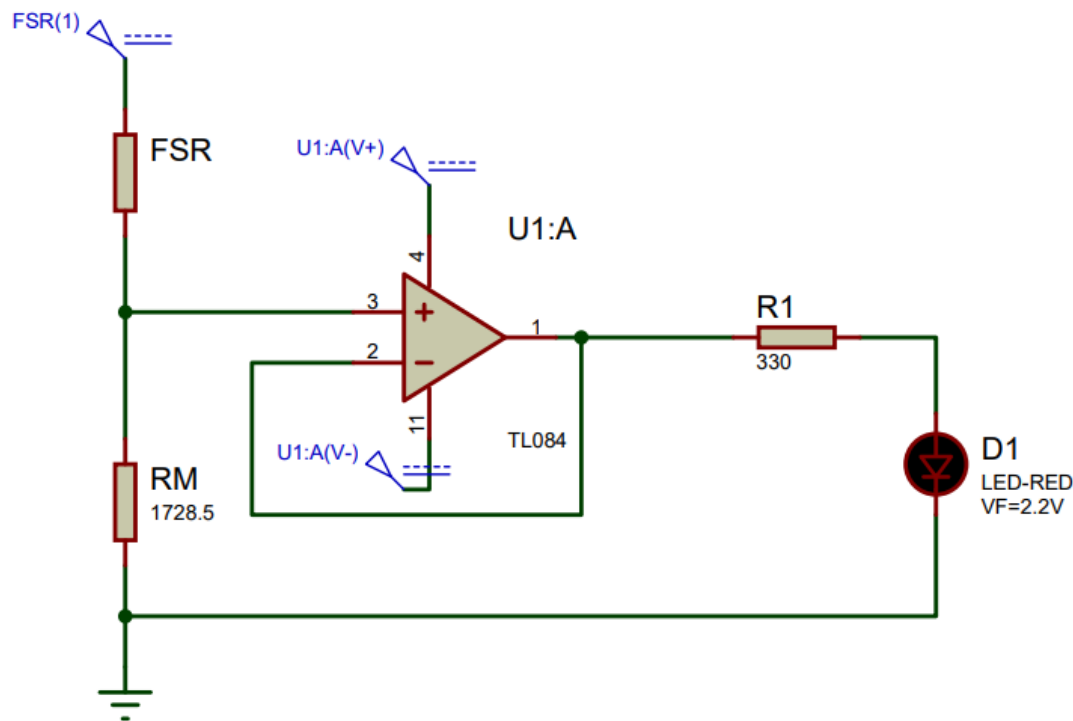 FSR(1)
FSR
U1:A(V+)
U1:A
4
3
2
1
11
TL084
U1:A(V-)
R1
330
RM
1728.5
D1
LED-RED
VF=2.2V